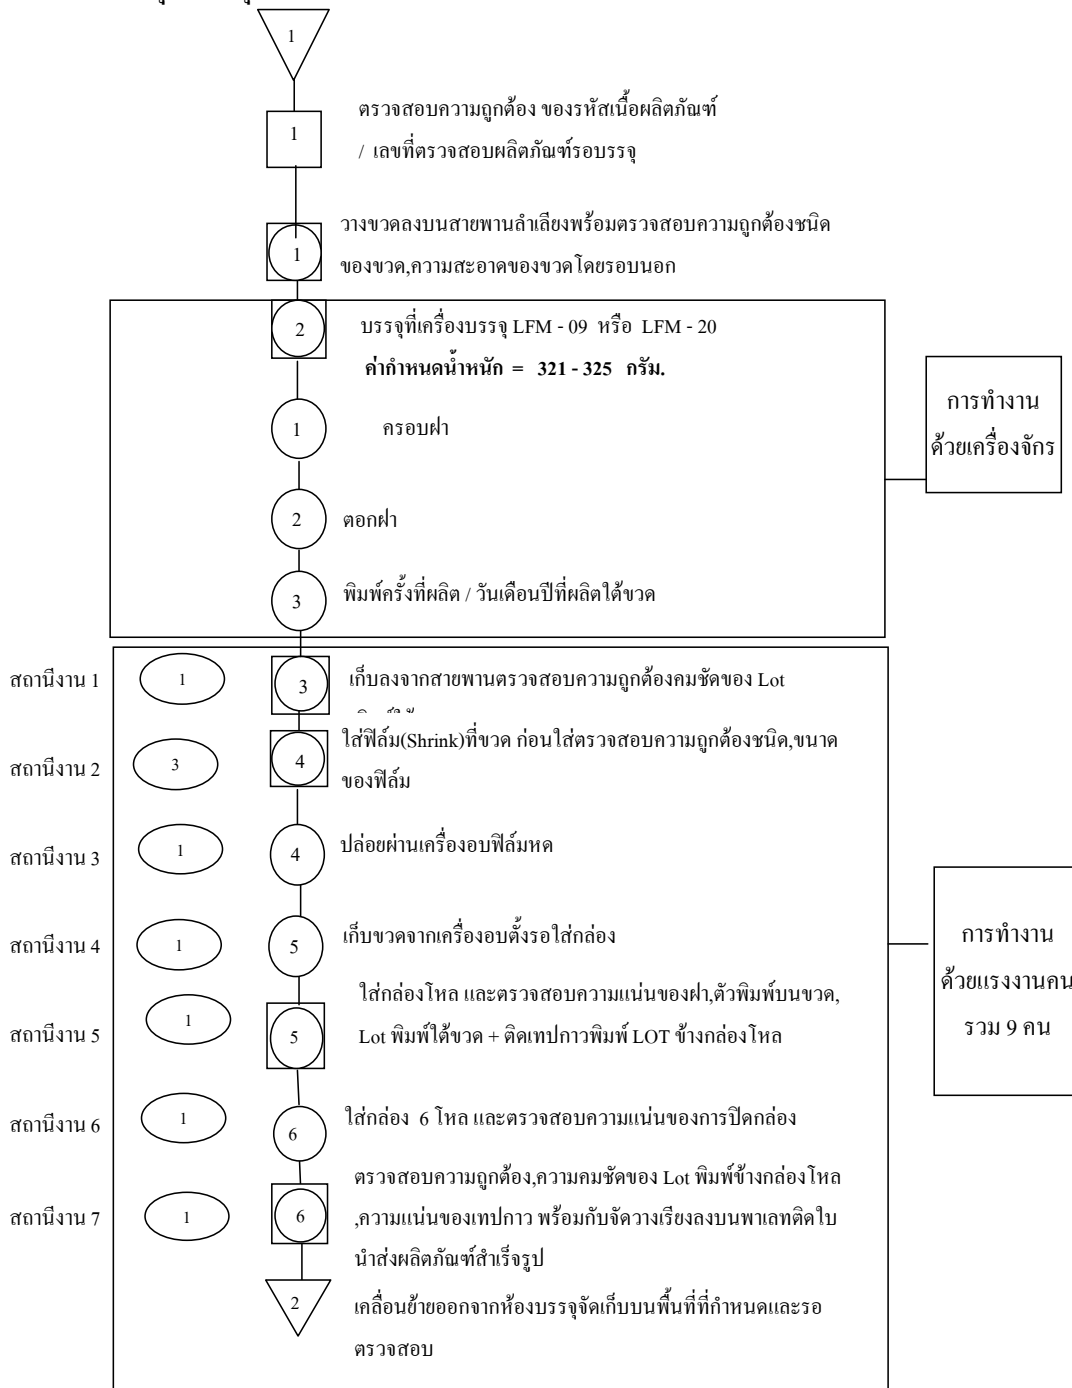 1
1
ตรวจสอบความถูกต้อง ของรหัสเนื้อผลิตภัณฑ์
/ เลขที่ตรวจสอบผลิตภัณฑ์รอบรรจุ
1
วางขวดลงบนสายพานลำเลียงพร้อมตรวจสอบความถูกต้องชนิด
ของขวด,ความสะอาดของขวดโดยรอบนอก
2
บรรจุที่เครื่องบรรจุ LFM - 09 หรือ LFM - 20
ค่ากำหนดน้ำหนัก = 321 - 325 กรัม.
1
ครอบฝา
2
ตอกฝา
3
พิมพ์ครั้งที่ผลิต / วันเดือนปีที่ผลิตใต้ขวด
การทำงาน
ด้วยเครื่องจักร
สถานีงาน 1
1
3
เก็บลงจากสายพานตรวจสอบความถูกต้องคมชัดของ Lot
สถานีงาน 2
3
4
ใส่ฟิล์ม(Shrink)ที่ขวด ก่อนใส่ตรวจสอบความถูกต้องชนิด,ขนาด
ของฟิล์ม
สถานีงาน 3
1
4
ปล่อยผ่านเครื่องอบฟิล์มหด
สถานีงาน 4
1
5
เก็บขวดจากเครื่องอบตั้งรอใส่กล่อง
สถานีงาน 5
1
5
ใส่กล่องโหล และตรวจสอบความแน่นของฝา,ตัวพิมพ์บนขวด,
Lot พิมพ์ใต้ขวด + ติดเทปกาวพิมพ์ LOT ข้างกล่องโหล
สถานีงาน 6
1
6
ใส่กล่อง 6 โหล และตรวจสอบความแน่นของการปิดกล่อง
สถานีงาน 7
1
6
ตรวจสอบความถูกต้อง,ความคมชัดของ Lot พิมพ์ข้างกล่องโหล
,ความแน่นของเทปกาว พร้อมกับจัดวางเรียงลงบนพาเลทติดใบ
นำส่งผลิตภัณฑ์สำเร็จรูป
2
เคลื่อนย้ายออกจากห้องบรรจุจัดเก็บบนพื้นที่ที่กำหนดและรอ
ตรวจสอบ
การทำงาน
ด้วยแรงงานคน
รวม 9 คน